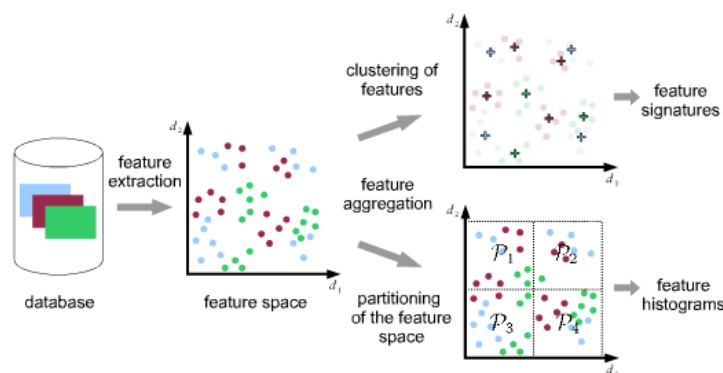 database
feature
extraction
d₂
d₁
feature space
clustering of
features
feature
aggregation
partitioning
of the feature
space
d₂
d₁
feature
signatures
d₂
P₁
P₂
P₃
P₄
feature
histograms